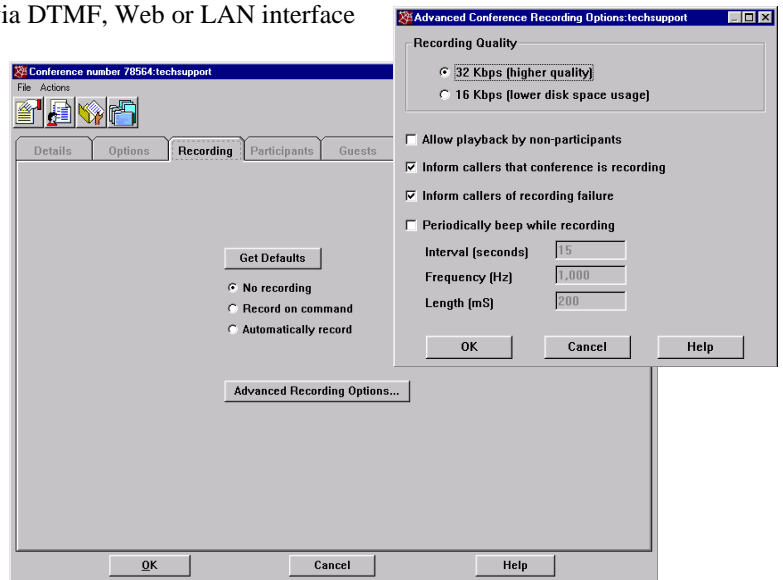 via DTMF, Web or LAN interface
Conference number 78564:techsupport
File Actions
Details Options Recording Participants Guests
Get Defaults
No recording
Record on command
Automatically record
Advanced Recording Options...
OK Cancel Help
Advanced Conference Recording Options:techsupport
Recording Quality
32 Kbps (higher quality)
16 Kbps (lower disk space usage)
Allow playback by non-participants
Inform callers that conference is recording
Inform callers of recording failure
Periodically beep while recording
Interval (seconds) 15
Frequency (Hz) 1,000
Length (mS) 200
OK Cancel Help